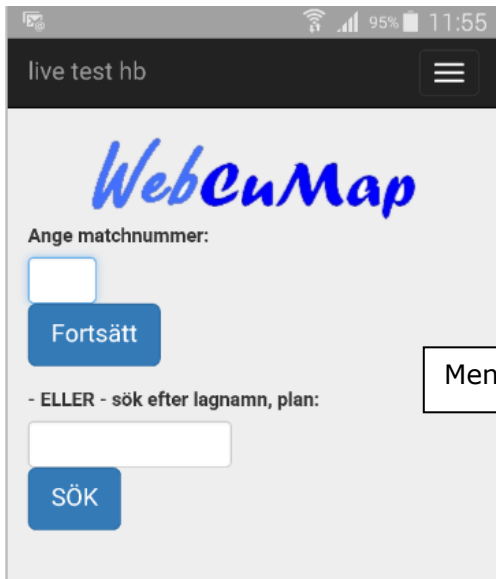 95% 11:55
live test hb
WebCuMap
Ange matchnummer:
Fortsätt
Men
- ELLER - sök efter lagnamn, plan:
SÖK